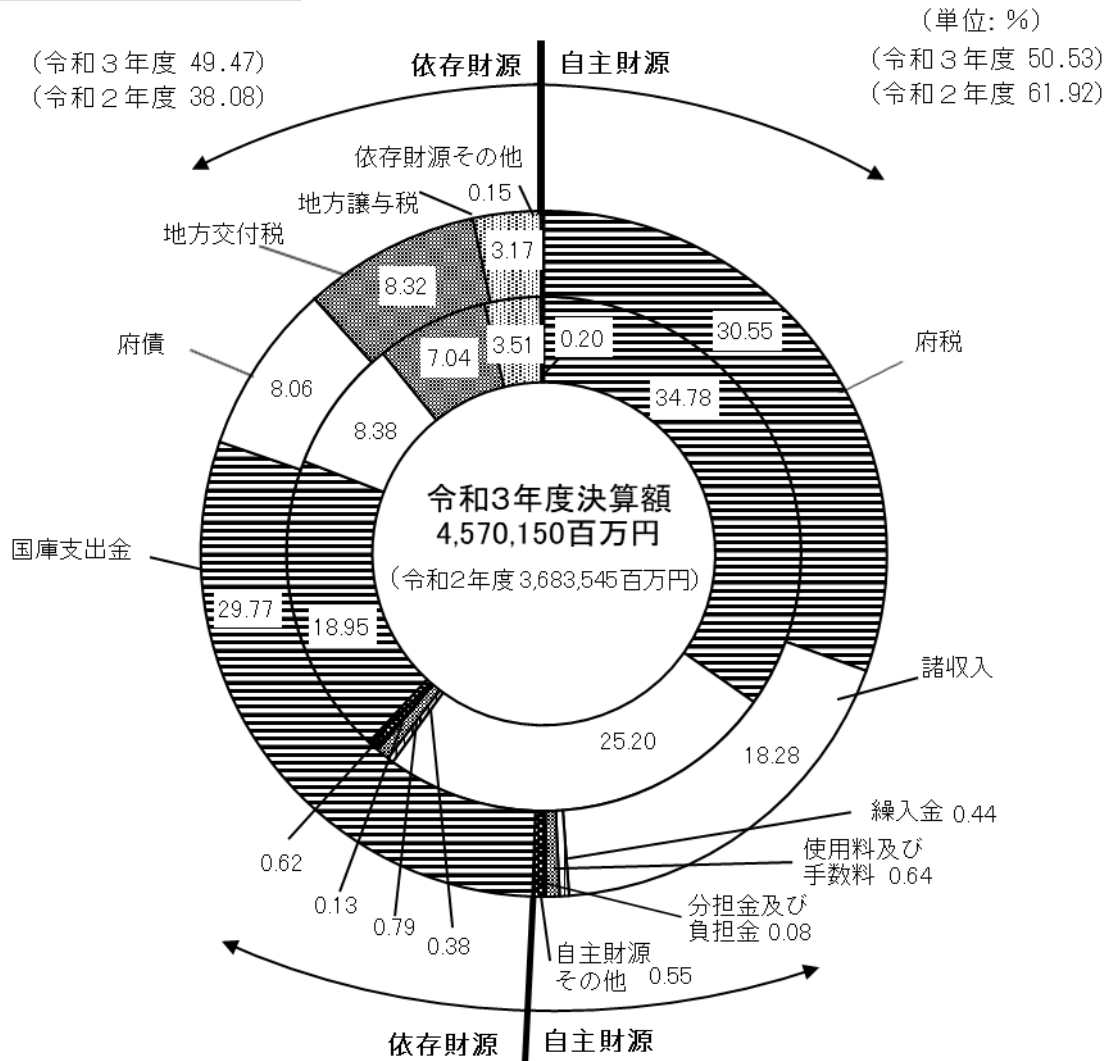 (単位: %)
(令和3年度 49.47)
(令和2年度 38.08)
依存財源
自主財源
(令和3年度 50.53)
(令和2年度 61.92)
依存財源その他
0.15
地方譲与税
地方交付税
府債
国庫支出金
3.17
8.32
8.06
29.77
30.55
府税
3.51
0.20
7.04
8.38
18.95
34.78
令和3年度決算額
4,570,150百万円
(令和2年度 3,683,545百万円)
諸収入
25.20
18.28
繰入金 0.44
使用料及び
手数料 0.64
分担金及び
負担金 0.08
自主財源
その他 0.55
0.62
0.13
0.79
0.38
依存財源
自主財源